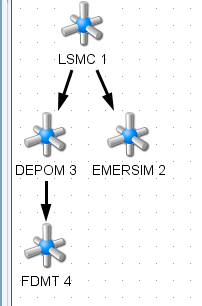 LSMC 1
DEPOM 3
EMERSIM 2
FDMT 4